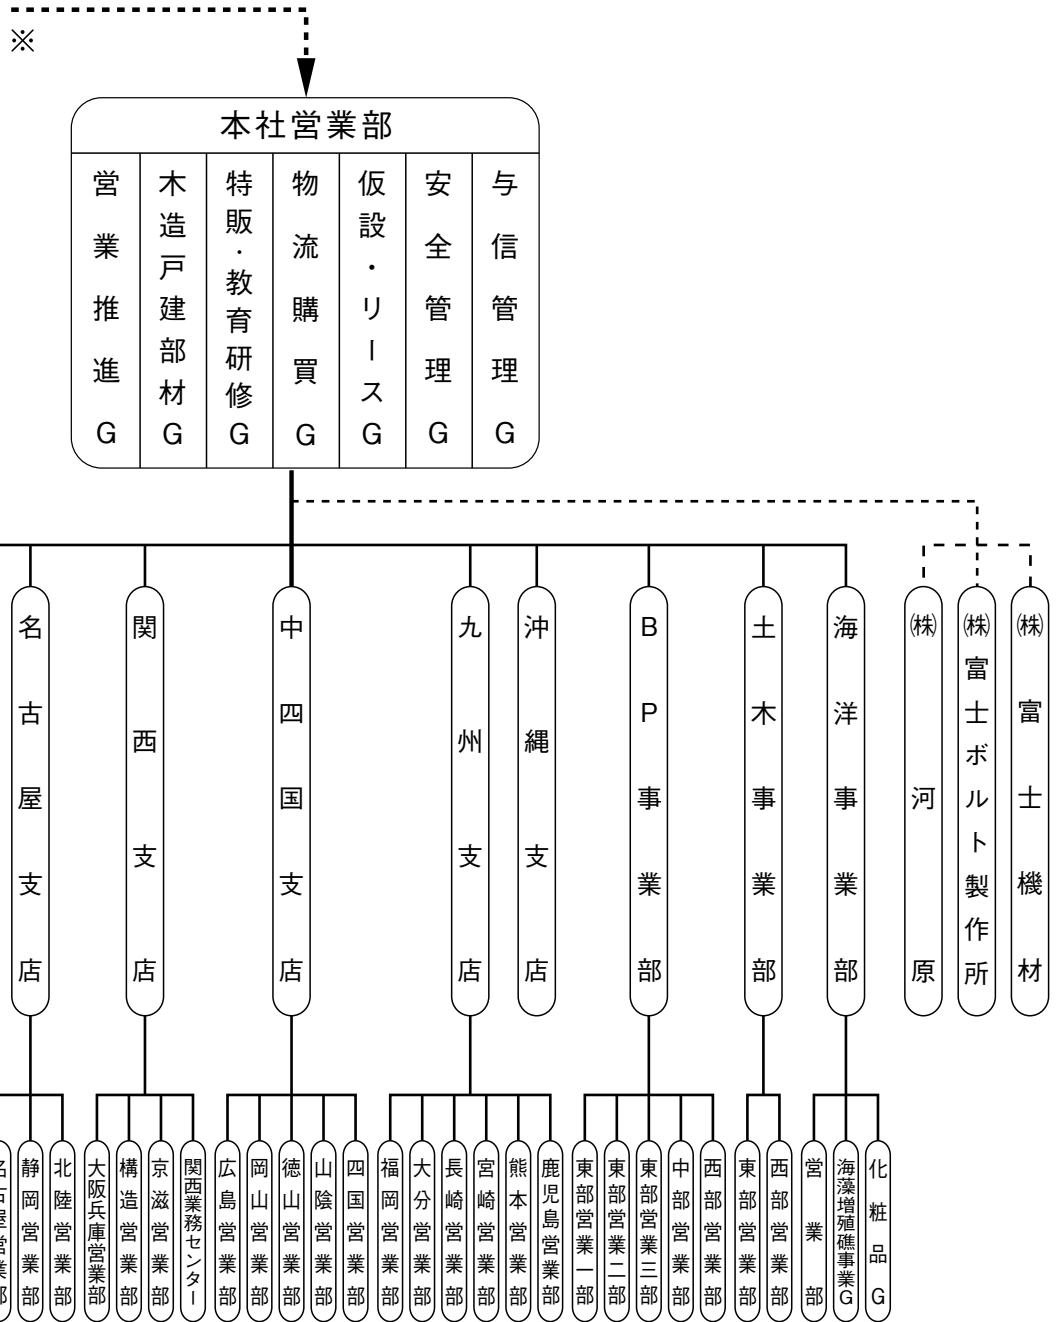 ※
本社営業部
営業推進G
木造戸建部材G
特販・教育研修G
物流購買G
仮設・リースG
安全管理G
与信管理G
名古屋支店
関西支店
中四国支店
九州支店
沖縄支店
BP事業部
土木事業部
海洋事業部
㈱河原
㈱富士ボルト製作所
㈱富士機材
名古屋営業部
静岡営業部
北陸営業部
大阪兵庫営業部
構造営業部
京滋営業部
関西業務センター
広島営業部
岡山営業部
徳山営業部
山陰営業部
四国営業部
福岡営業部
大分営業部
長崎営業部
宮崎営業部
熊本営業部
鹿児島営業部
東部営業一部
東部営業二部
東部営業三部
中部営業部
西部営業部
東部営業部
西部営業部
営業部
海藻増殖礁事業G
化粧品G